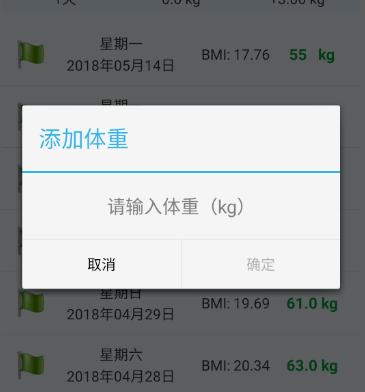 1天 0.0 kg +3.00 kg
星期一
2018年05月14日 BMI: 17.76 55 kg
添加体重
请输入体重（kg）
取消 确定
星期日
2018年04月29日 BMI: 19.69 61.0 kg
星期六
2018年04月28日 BMI: 20.34 63.0 kg